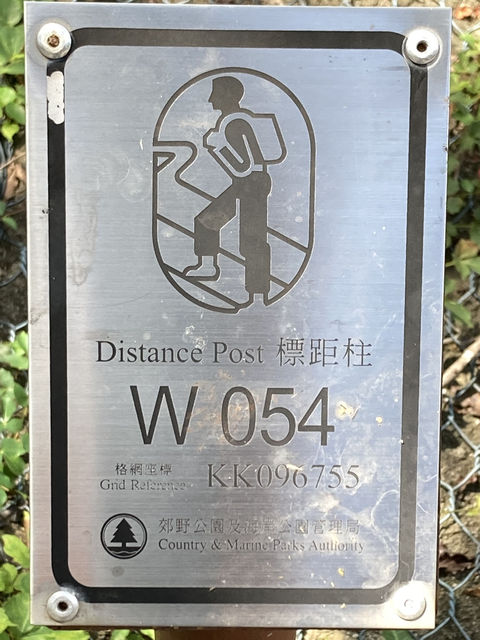 Distance Post 標距柱
W 054
格網座標
Grid Reference KK096755
郊野公園及海岸公園管理局
Country & Marine Parks Authority